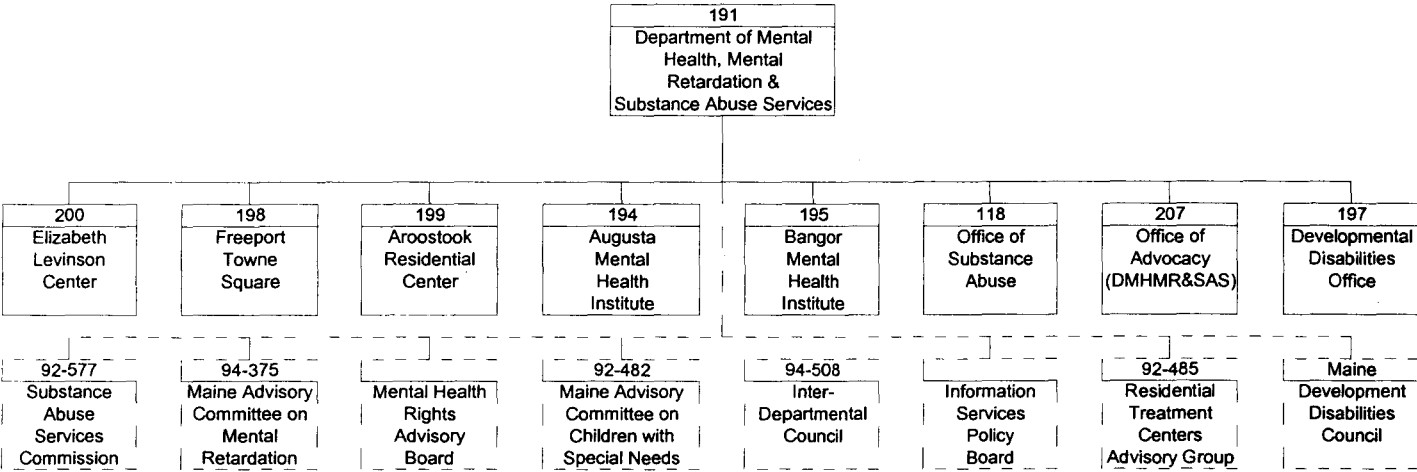 191
Department of Mental
Health, Mental
Retardation &
Substance Abuse Services
200
Elizabeth
Levinson
Center
198
Freeport
Towne
Square
199
Aroostook
Residential
Center
194
Augusta
Mental
Health
Institute
195
Bangor
Mental
Health
Institute
118
Office of
Substance
Abuse
207
Office of
Advocacy
(DMHMR&SAS)
197
Developmental
Disabilities
Office
92-577
Substance
Abuse
Services
Commission
94-375
Maine Advisory
Committee on
Mental
Retardation
Mental Health
Rights
Advisory
Board
92-482
Maine Advisory
Committee on
Children with
Special Needs
94-508
Inter-
Departmental
Council
Information
Services
Policy
Board
92-485
Residential
Treatment
Centers
Advisory Group
Maine
Development
Disabilities
Council